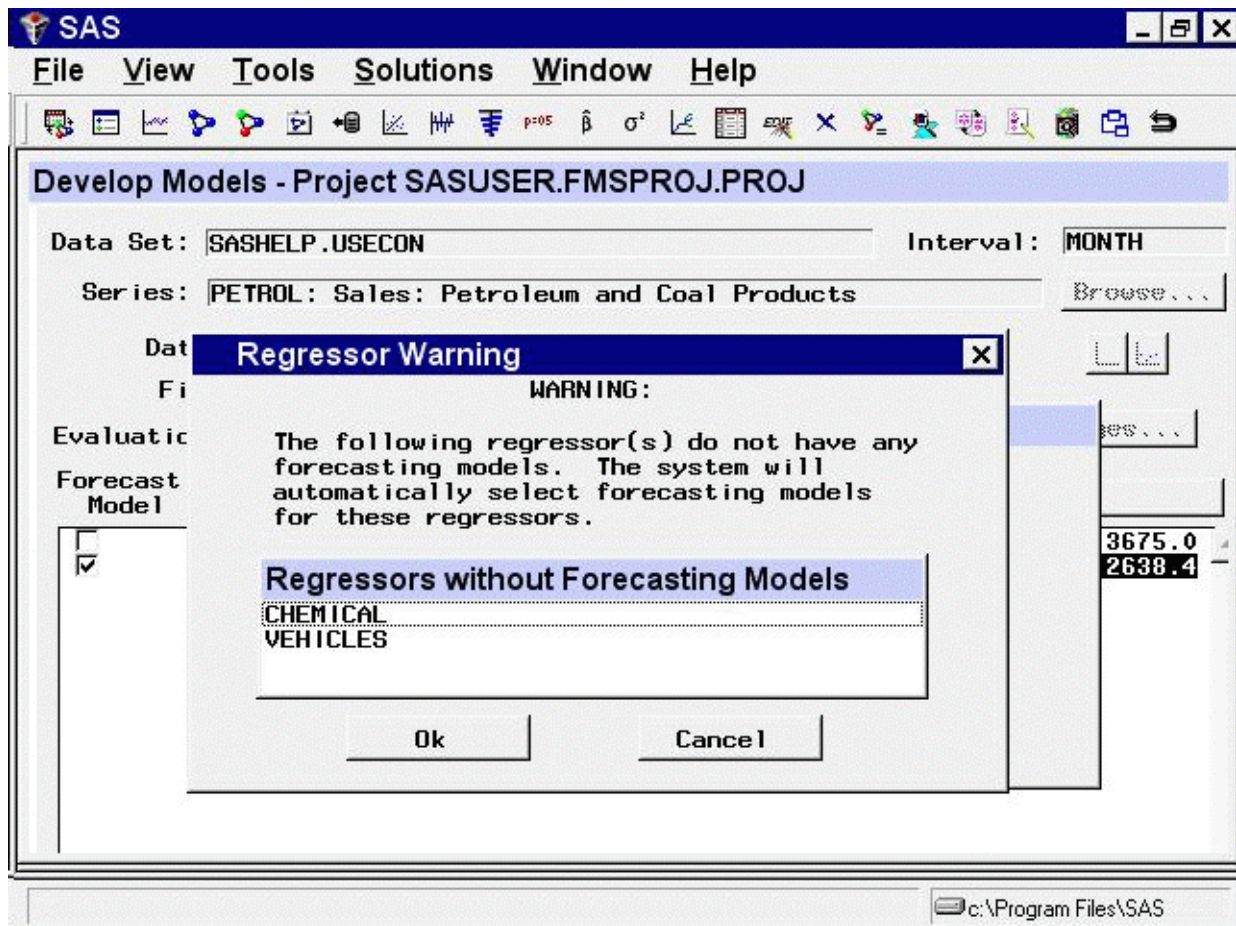 SAS
File View Tools Solutions Window Help
p=05 β̂ σ²
Develop Models - Project SASUSER.FMSPROJ.PROJ
Data Set: SASHELP.USECON Interval: MONTH
Series: PETROL: Sales: Petroleum and Coal Products Browse...
Dat
Fi
Evaluatic
Forecast
Model
3675.0
2638.4
Regressor Warning
WARNING:
The following regressor(s) do not have any
forecasting models. The system will
automatically select forecasting models
for these regressors.
Regressors without Forecasting Models
CHEMICAL
VEHICLES
Ok Cancel
c:\Program Files\SAS